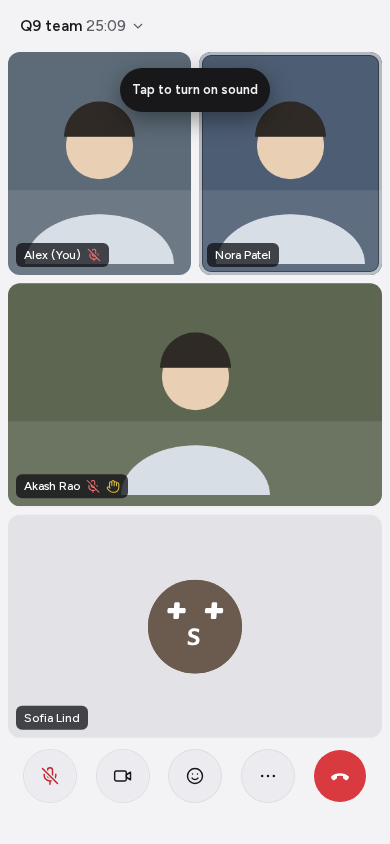 Q9 team 25:09
Tap to turn on sound
Alex (You)
Nora Patel
Akash Rao
S
Sofia Lind